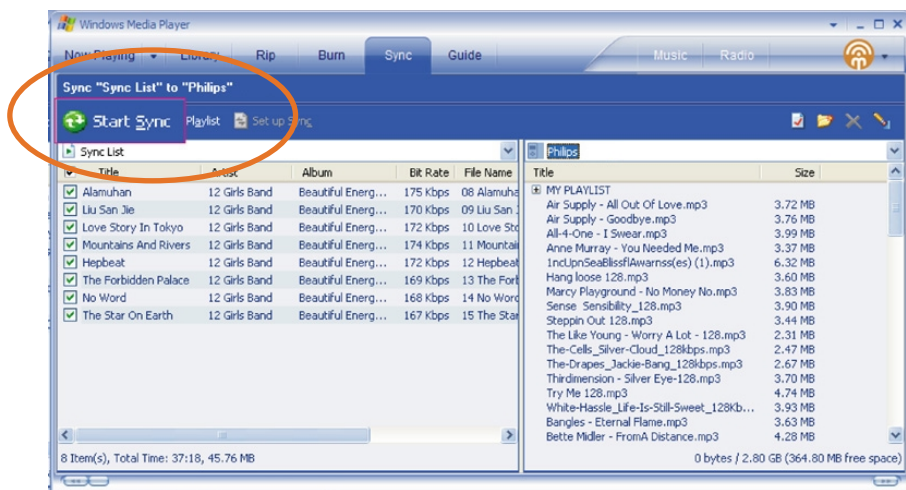 Windows Media Player
Now Playing Library Rip Burn Sync Guide Music Radio
Sync "Sync List" to "Philips"
Start Sync Playlist Set up Sync
Sync List
Title Artist Album Bit Rate File Name
Alamuhan 12 Girls Band Beautiful Energ... 175 Kbps 08 Alamuha
Liu San Jie 12 Girls Band Beautiful Energ... 170 Kbps 09 Liu San J
Love Story In Tokyo 12 Girls Band Beautiful Energ... 172 Kbps 10 Love Sto
Mountains And Rivers 12 Girls Band Beautiful Energ... 174 Kbps 11 Mountai
Hepbeat 12 Girls Band Beautiful Energ... 172 Kbps 12 Hepbeat
The Forbidden Palace 12 Girls Band Beautiful Energ... 169 Kbps 13 The Forb
No Word 12 Girls Band Beautiful Energ... 168 Kbps 14 No Word
The Star On Earth 12 Girls Band Beautiful Energ... 167 Kbps 15 The Star
8 Item(s), Total Time: 37:18, 45.76 MB
Philips
Title Size
MY PLAYLIST
Air Supply - All Out Of Love.mp3 3.72 MB
Air Supply - Goodbye.mp3 3.76 MB
All-4-One - I Swear.mp3 3.99 MB
Anne Murray - You Needed Me.mp3 3.37 MB
1ncUpnSeaBlissflAwarnss(es) (1).mp3 6.32 MB
Hang loose 128.mp3 3.60 MB
Marcy Playground - No Money No.mp3 3.83 MB
Sense Sensibility_128.mp3 3.90 MB
Steppin Out 128.mp3 3.44 MB
The Like Young - Worry A Lot - 128.mp3 2.31 MB
The-Cells_Silver-Cloud_128kbps.mp3 2.47 MB
The-Drapes_Jackie-Bang_128kbps.mp3 2.67 MB
Thirdimension - Silver Eye-128.mp3 3.70 MB
Try Me 128.mp3 4.74 MB
White-Hassle_Life-Is-Still-Sweet_128Kb... 3.93 MB
Bangles - Eternal Flame.mp3 3.63 MB
Bette Midler - FromA Distance.mp3 4.28 MB
0 bytes / 2.80 GB (364.80 MB free space)